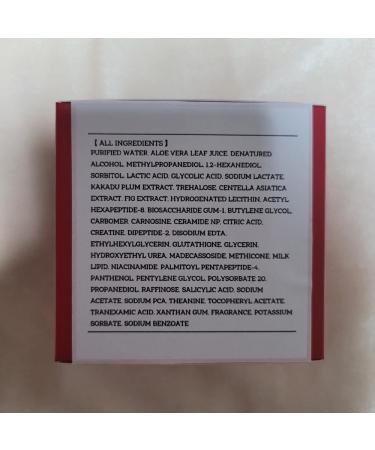 [ ALL INGREDIENTS ]
PURIFIED WATER, ALOE VERA LEAF JUICE, DENATURED
ALCOHOL, METHYLPROPANEDIOL, 1,2-HEXANEDIOL,
SORBITOL, LACTIC ACID, GLYCOLIC ACID, SODIUM LACTATE,
KAKADU PLUM EXTRACT, TREHALOSE, CENTELLA ASIATICA
EXTRACT, FIG EXTRACT, HYDROGENATED LECITHIN, ACETYL
HEXAPEPTIDE-8, BIOSACCHARIDE GUM-1, BUTYLENE GLYCOL,
CARBOMER, CARNOSINE, CERAMIDE NP, CITRIC ACID,
CREATINE, DIPEPTIDE-2, DISODIUM EDTA,
ETHYLHEXYLGLYCERIN, GLUTATHIONE, GLYCERIN,
HYDROXYETHYL UREA, MADECASSOSIDE, METHICONE, MILK
LIPID, NIACINAMIDE, PALMITOYL PENTAPEPTIDE-4,
PANTHENOL, PENTYLENE GLYCOL, POLYSORBATE 20,
PROPANEDIOL, RAFFINOSE, SALICYLIC ACID, SODIUM
ACETATE, SODIUM PCA, THEANINE, TOCOPHERYL ACETATE,
TRANEXAMIC ACID, XANTHAN GUM, FRAGRANCE, POTASSIUM
SORBATE, SODIUM BENZOATE